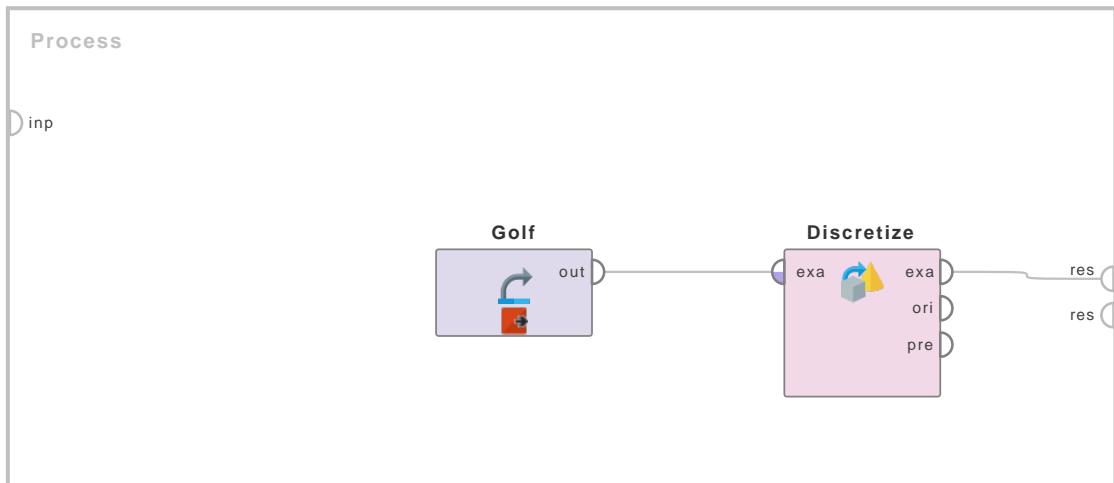 Process
inp
Golf
out
Discretize
exa
exa
ori
pre
res
res